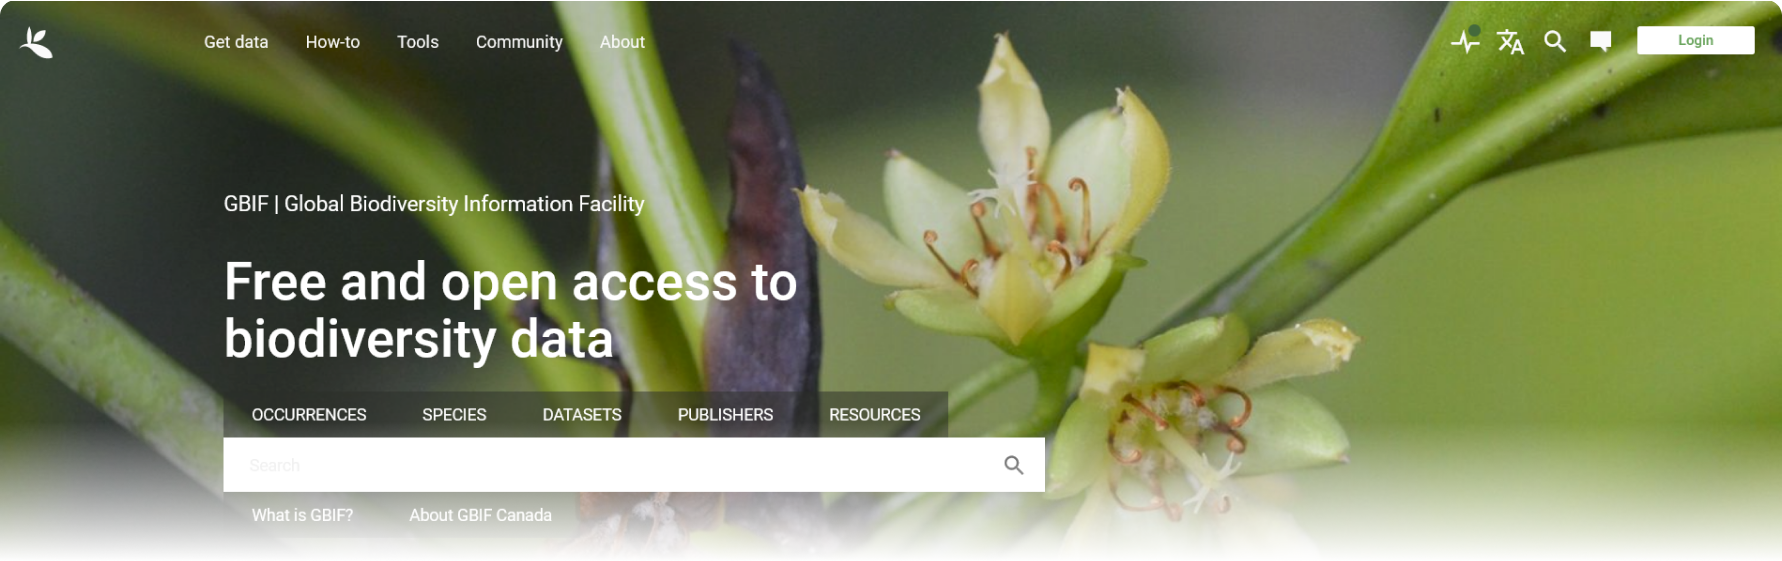 Get data How-to Tools Community About Login
GBIF | Global Biodiversity Information Facility
Free and open access to
biodiversity data
OCCURRENCES SPECIES DATASETS PUBLISHERS RESOURCES
Search
What is GBIF? About GBIF Canada